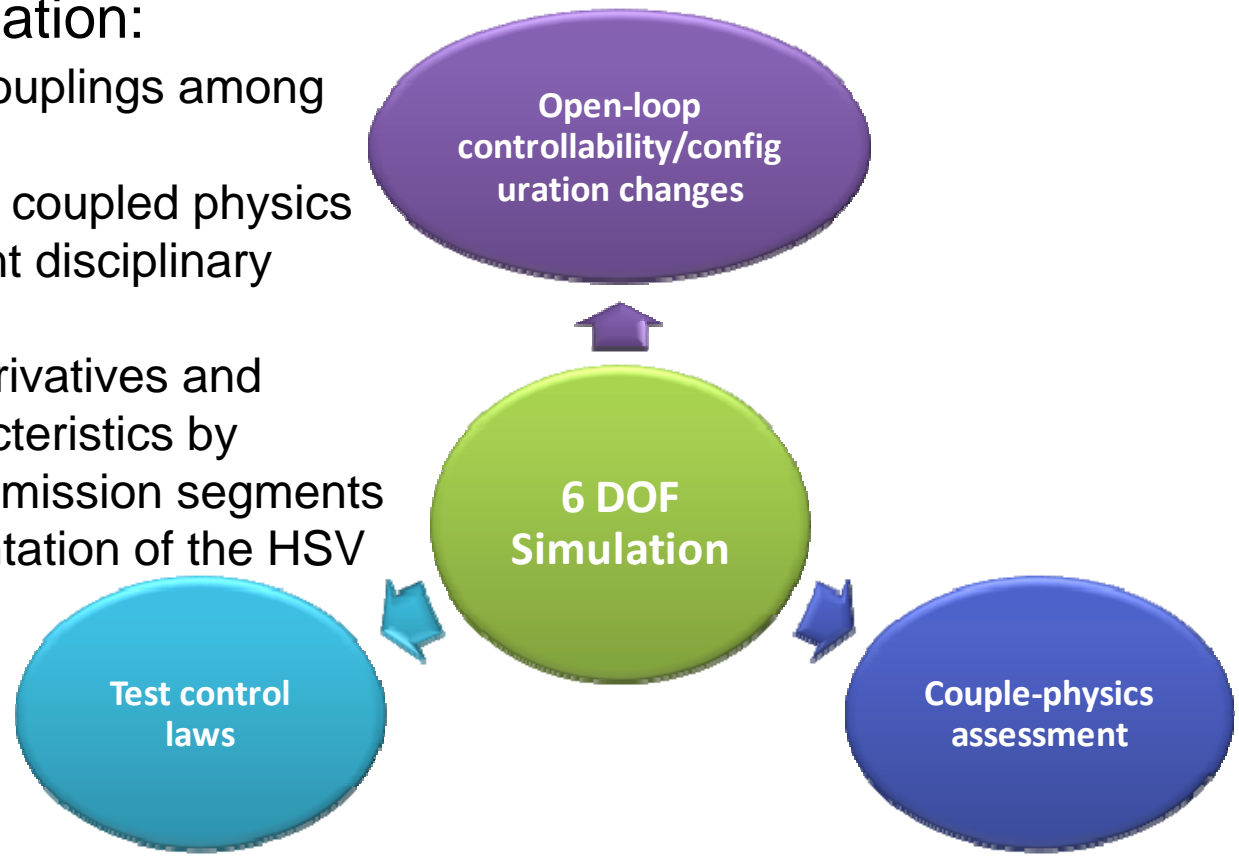 ation:
ouplings among
coupled physics
nt disciplinary
rivatives and
cteristics by
mission segments
ntation of the HSV
Open-loop
controllability/config
uration changes
6 DOF
Simulation
Test control
laws
Couple-physics
assessment